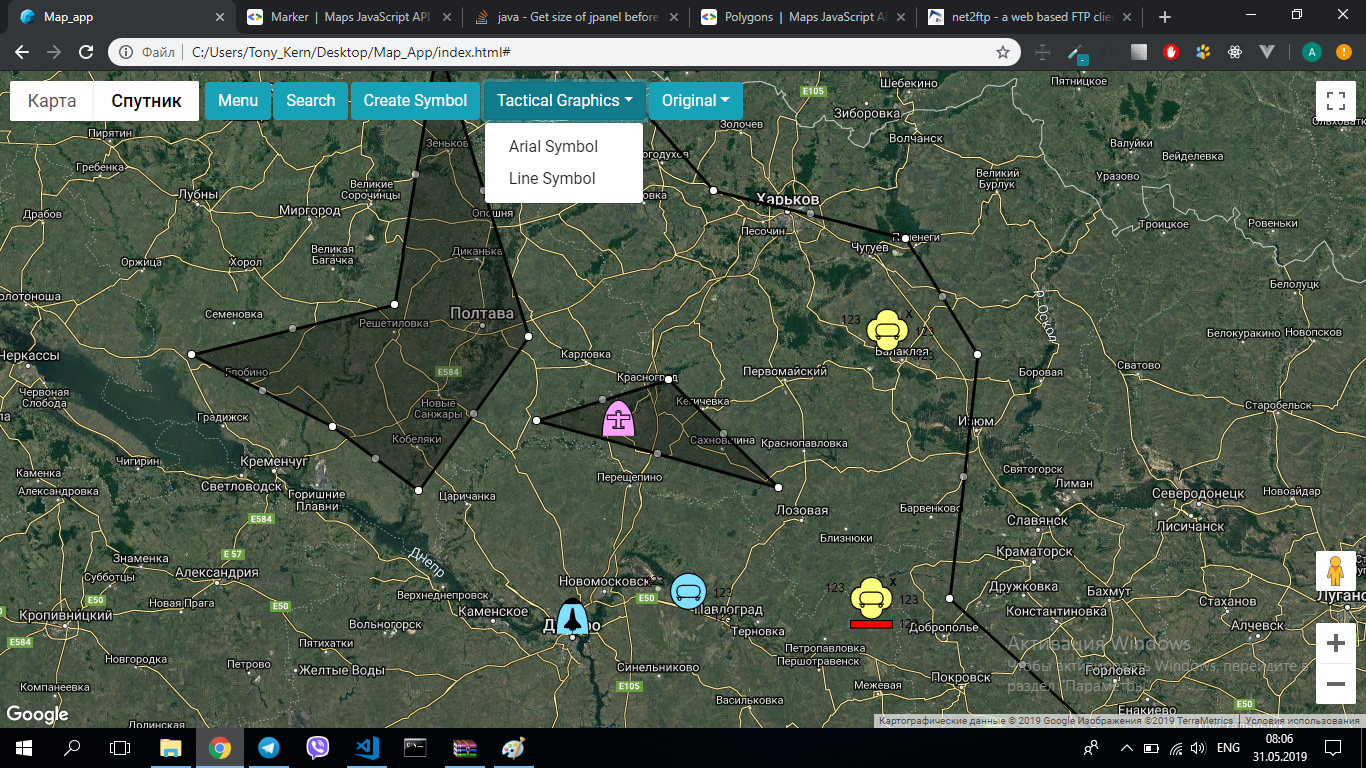 Map_app
Marker | Maps JavaScript API
java - Get size of jpanel before
Polygons | Maps JavaScript A
net2ftp - a web based FTP clie
Файл
C:/Users/Tony_Kern/Desktop/Map_App/index.html#
A
Карта
Спутник
Menu
Search
Create Symbol
Tactical Graphics
Original
Arial Symbol
Line Symbol
E105
Шебекино
Пятницкое
Зиборовка
Волчанск
Золочев
Пирятин
Гребенка
Зеньков
Валуйки
Вейделевка
Уразово
Великий
Бурлук
Лубны
Великие
Сорочинцы
Миргород
Драбов
Опошня
Харьков
Песочин
Чугуев
Троицкое
Ровеньки
Великая
Багачка
Диканька
Оржица
Хорол
Белолуцк
р. Оскол
Семеновка
Решетиловка
Полтава
123
X
Балаклея
Белокуракино
Новопсков
Черкассы
Карловка
Глобино
E584
Красноград
Первомайский
Боровая
Сватово
Червоная
Слобода
Градижск
Новые
Санжары
Кегичевка
Старобельск
Кобеляки
Сахновщина
Краснопавловка
Изюм
Чигирин
Кременчуг
Каменка
Александровка
Светловодск
Горишние
Плавни
Царичанка
Перещепино
Святогорск
Лиман
Северодонецк
Новоайдар
Лозовая
Барвенково
Славянск
Лисичанск
E584
Близнюки
Краматорск
Знаменка
E 57
Днепр
Субботцы
Александрия
Новомосковск
Дружковка
Бахмут
E50
Новая Прага
E50
Верхнеднепровск
Каменское
E50
123
Павлоград
123
X
123
Константиновка
Стаханов
Луганск
Кропивницкий
Вольногорск
Терновка
Доброполье
Алчевск
E584
Пятихатки
Петропавловка
Активация Windows
Новгородка
Петрово
Желтые Воды
Синельниково
Першотравенск
Чтобы активировать Windows, перейдите в
раздел "Параметры
Горловка
Компанеевка
E105
Межевая
Покровск
E50
Васильковка
Енакиево
Долинская
Google
Картографические данные © 2019 Google Изображения ©2019 TerraMetrics
Условия использования
ENG
08:06
31.05.2019